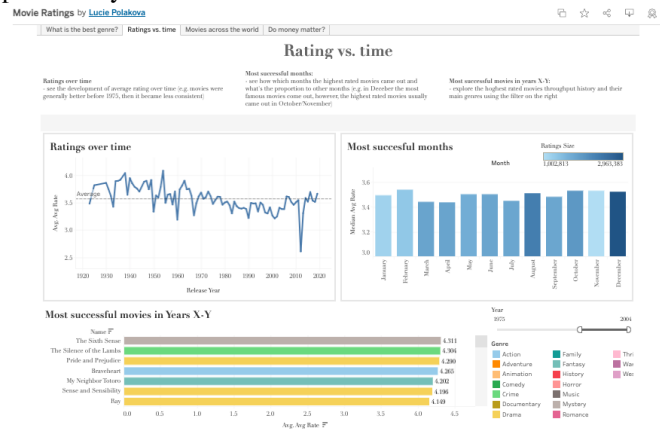 Movie Ratings by Lucie Polakova
What is the best genre? Ratings vs. time Movies across the world Do money matter?
Rating vs. time
Ratings over time
- see the development of average rating over time (e.g. movies were
generally better before 1975, then it became less consistent)
Most successful months:
- see how which months the highest rated movies came out and
what's the proportion to other months (e.g. in Decebner the most
famous movies come out, however, the highest rated movies usually
came out in October/November)
Most successful movies in years X-Y:
- explore the highest rated movies throughput history and their
main genres using the filter on the right
Ratings over time
Avg. Avg Rate
4.0
3.5
3.0
2.5
Average
1920 1930 1940 1950 1960 1970 1980 1990 2000 2010 2020
Release Year
Most succesful months
Month
Ratings Size
1,002,813 2,963,583
Median Avg Rate
3.6
3.4
3.2
3.0
January
February
March
April
May
June
July
August
September
October
November
December
Most successful movies in Years X-Y
Name
The Sixth Sense 4.311
The Silence of the Lambs 4.304
Pride and Prejudice 4.290
Braveheart 4.265
My Neighbor Totoro 4.202
Sense and Sensibility 4.196
Ray 4.149
0.0 0.5 1.0 1.5 2.0 2.5 3.0 3.5 4.0 4.5
Avg. Avg Rate
Year
1975 2004
Genre
Action
Adventure
Animation
Comedy
Crime
Documentary
Drama
Family
Fantasy
History
Horror
Music
Mystery
Romance
Thri